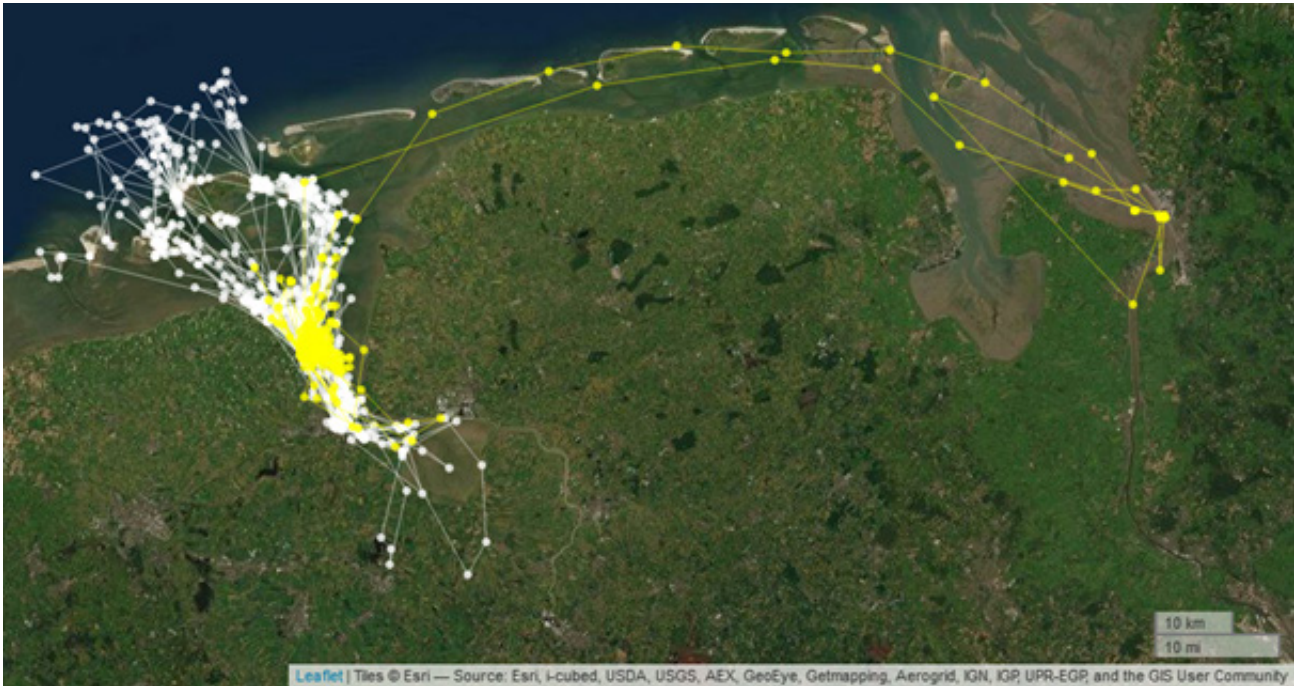 10 km
10 mi
Leaflet | Tiles © Esri — Source: Esri, i-cubed, USDA, USGS, AEX, GeoEye, Getmapping, Aerogrid, IGN, IGP, UPR-EGP, and the GIS User Community